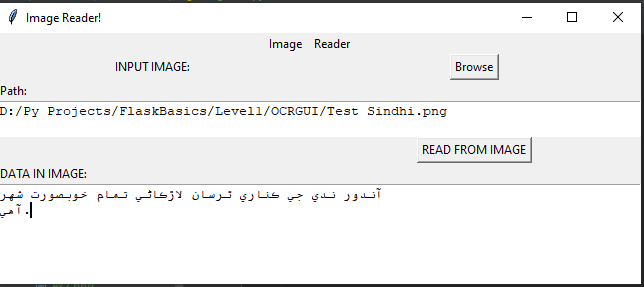 Image Reader!
Image Reader
INPUT IMAGE:
Browse
Path:
D:/Py Projects/FlaskBasics/Level1/OCRGUI/Test Sindhi.png
READ FROM IMAGE
DATA IN IMAGE:
آندور ندي جي ڪناري ٿرسان لاڙڪاڻي تمام خوبصورت شهر
آهي.